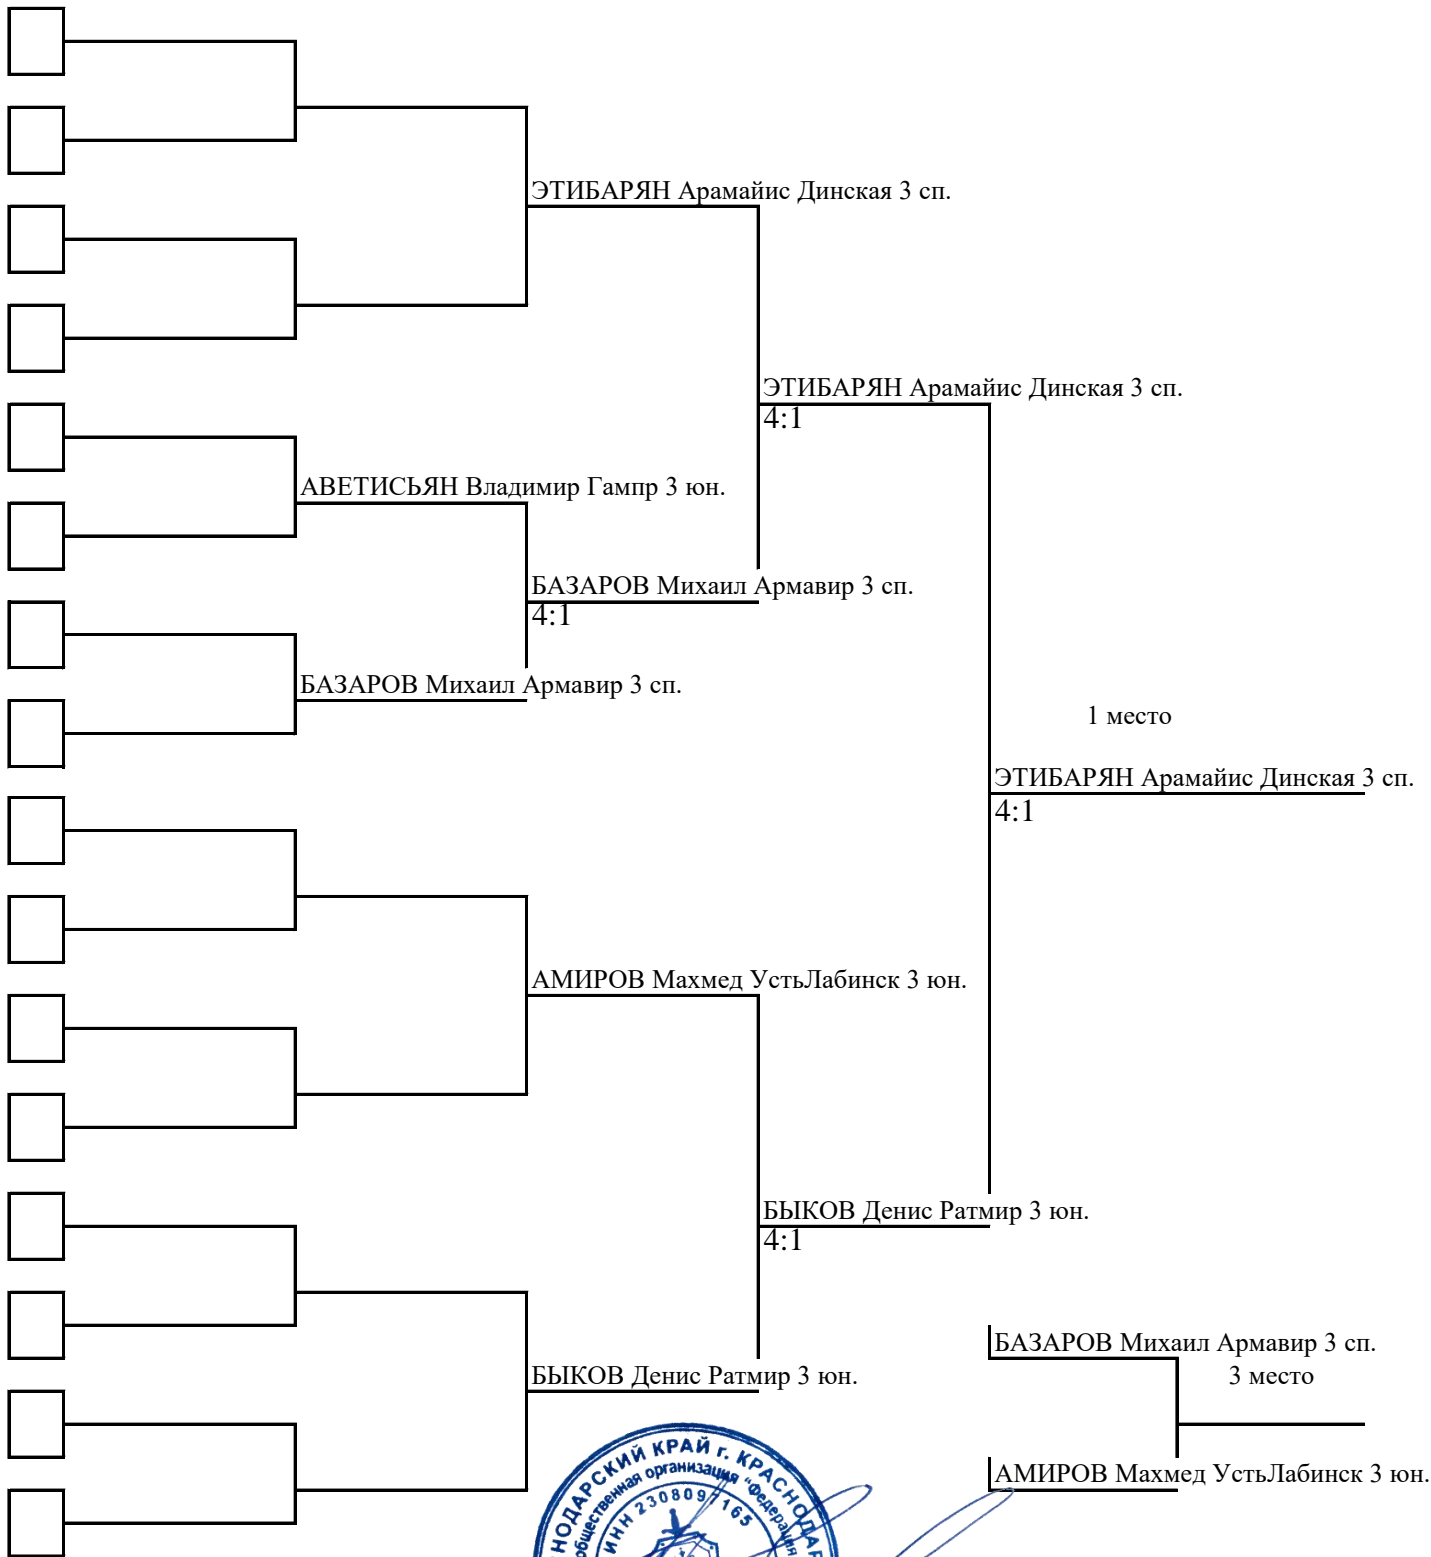 ЭТИБАРЯН Арамайис Динская 3 сп.
ЭТИБАРЯН Арамайис Динская 3 сп.
4:1
АВЕТИСЬЯН Владимир Гампр 3 юн.
БАЗАРОВ Михаил Армавир 3 сп.
4:1
БАЗАРОВ Михаил Армавир 3 сп.
1 место
ЭТИБАРЯН Арамайис Динская 3 сп.
4:1
АМИРОВ Махмед УстьЛабинск 3 юн.
БЫКОВ Денис Ратмир 3 юн.
4:1
БАЗАРОВ Михаил Армавир 3 сп.
3 место
БЫКОВ Денис Ратмир 3 юн.
АМИРОВ Махмед УстьЛабинск 3 юн.
КРАЙ г.
общественная организация "Федерация
ИНН 2308097165